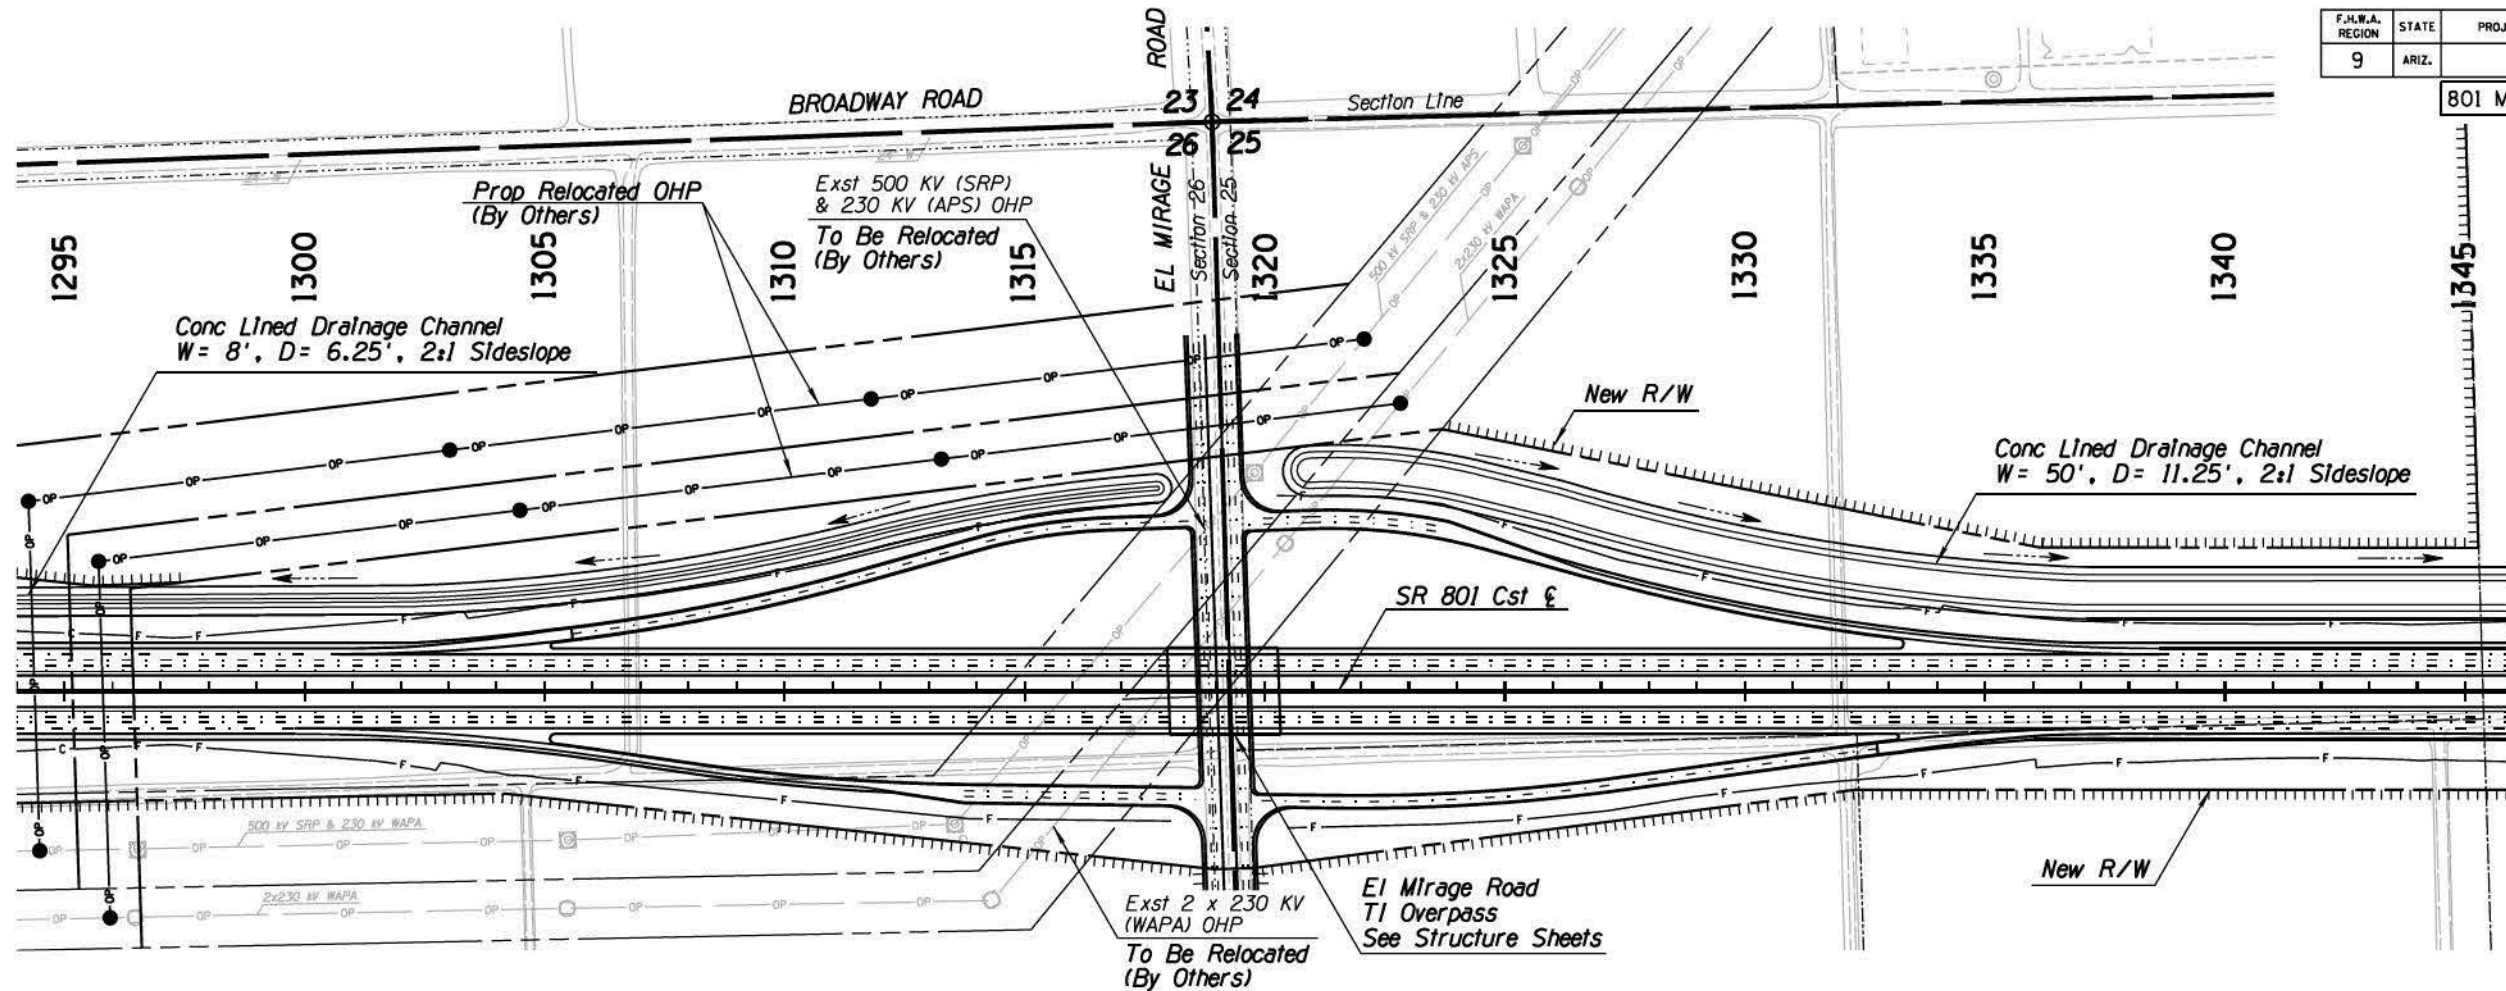 F.H.W.A. REGION
STATE
PROJ
9
ARIZ.
801 M
BROADWAY ROAD
EL MIRAGE ROAD
23 24
26 25
Section Line
Section 26
Section 25
24" W
24" W
Prop Relocated OHP
(By Others)
Exst 500 KV (SRP)
& 230 KV (APS) OHP
To Be Relocated
(By Others)
500 kV SRP & 230 kV APS
2x230 kV WAPA
1295
1300
1305
1310
1315
1320
1325
1330
1335
1340
1345
Conc Lined Drainage Channel
W= 8', D= 6.25', 2:1 Sideslope
New R/W
Conc Lined Drainage Channel
W= 50', D= 11.25', 2:1 Sideslope
SR 801 Cst ℄
500 kV SRP & 230 kV WAPA
2x230 kV WAPA
Exst 2 x 230 KV
(WAPA) OHP
To Be Relocated
(By Others)
El Mirage Road
TI Overpass
See Structure Sheets
New R/W